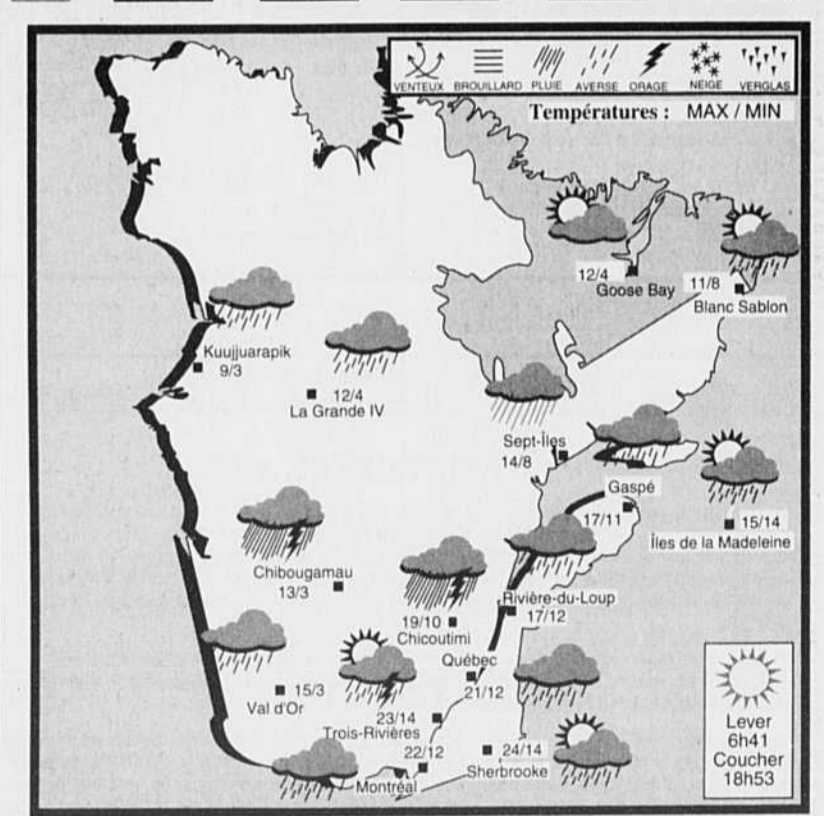 VENTEUX BROUILLARD PLUIE AVERSE ORAGE NEIGE VERGLAS
Températures : MAX / MIN
12/4
Goose Bay
11/8
Blanc Sablon
Kuujjuarapik
9/3
12/4
La Grande IV
Sept-Îles
14/8
Gaspé
17/11
15/14
Îles de la Madeleine
Chibougamau
13/3
19/10
Chicoutimi
Rivière-du-Loup
17/12
Québec
21/12
15/3
Val d'Or
23/14
Trois-Rivières
22/12
Montréal
24/14
Sherbrooke
Lever
6h41
Coucher
18h53